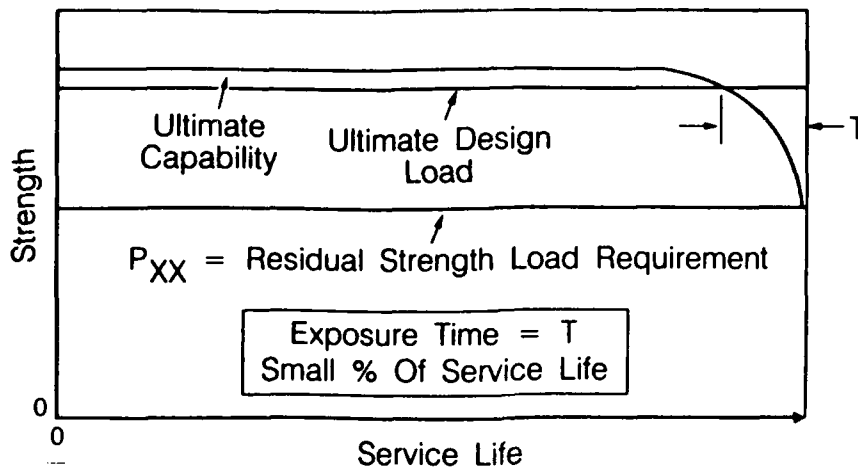 Strength
Ultimate
Capability
Ultimate Design
Load
T
PXX = Residual Strength Load Requirement
Exposure Time = T
Small % Of Service Life
0
0
Service Life